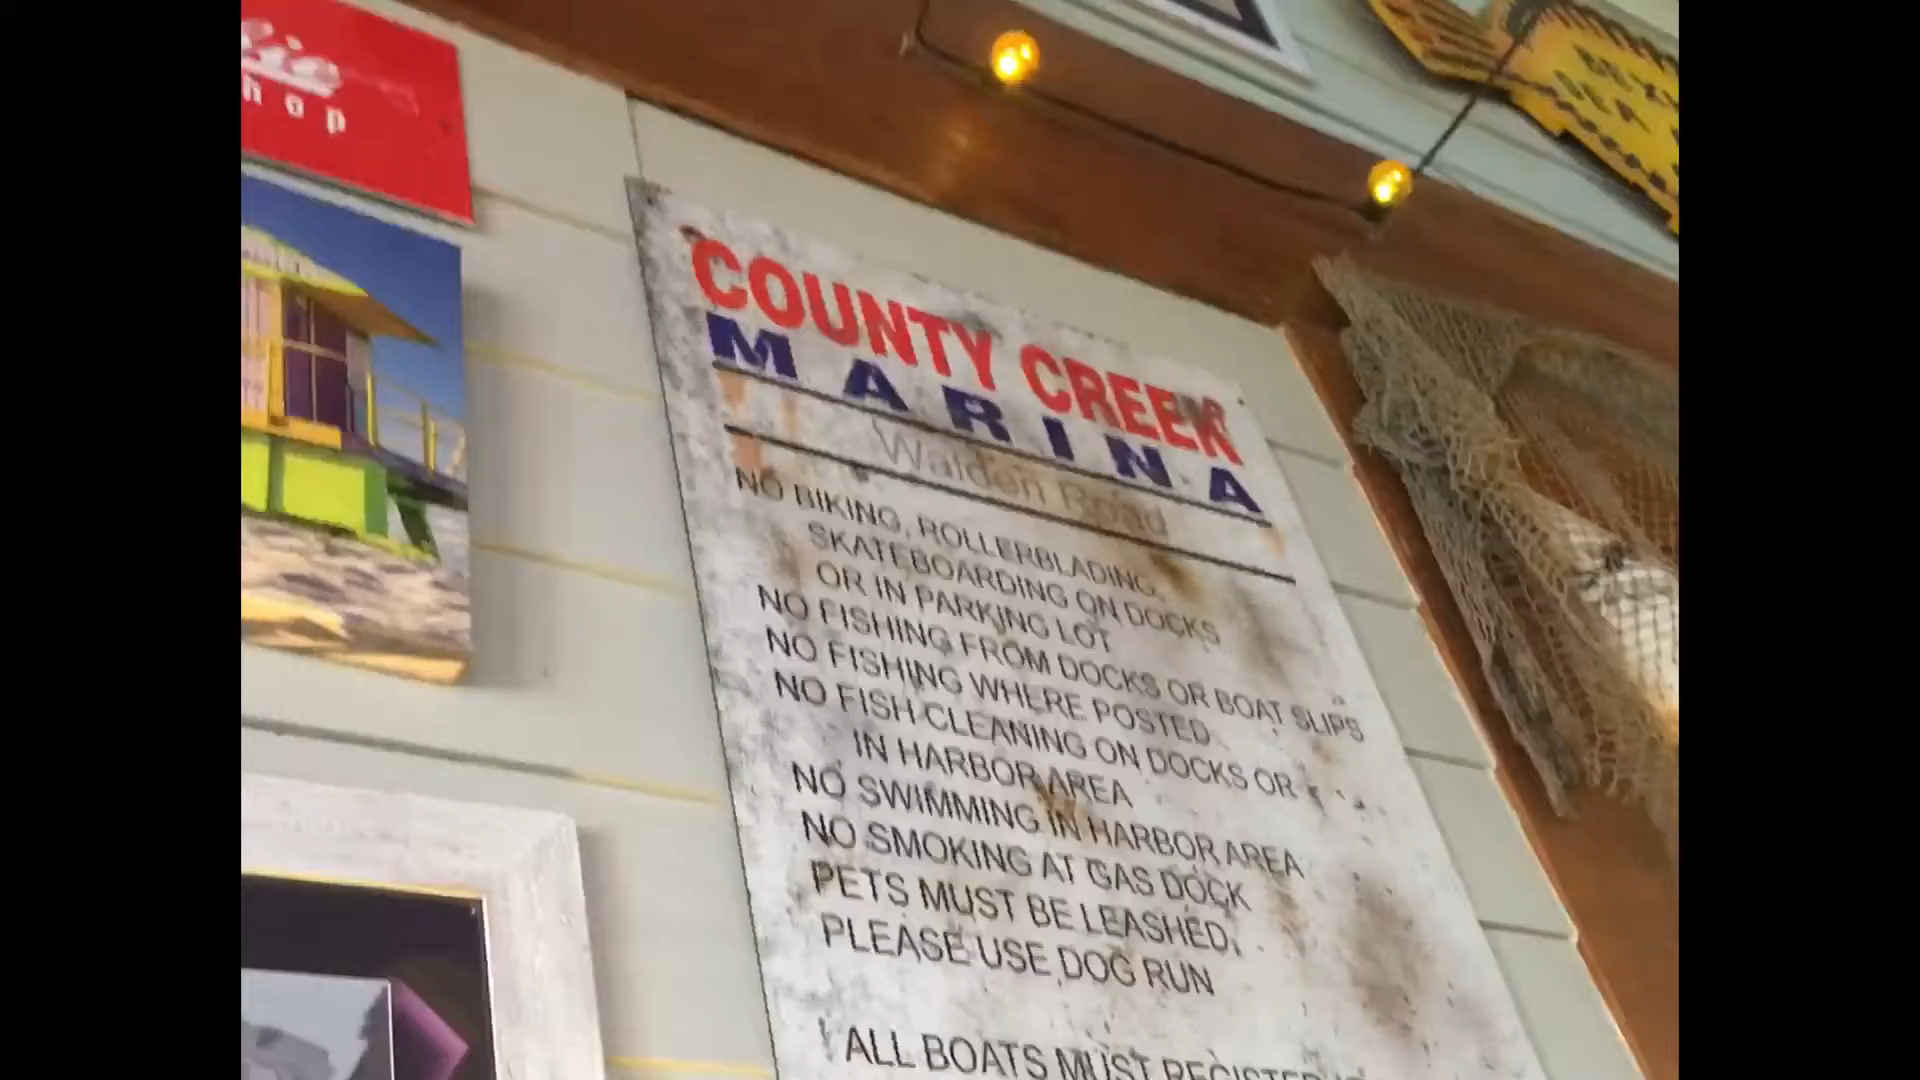 hop
COUNTY CREEK
MARINA
Walden Road
NO BIKING, ROLLERBLADING,
SKATEBOARDING ON DOCKS
OR IN PARKING LOT
NO FISHING FROM DOCKS OR BOAT SLIPS
NO FISHING WHERE POSTED
NO FISH CLEANING ON DOCKS OR
IN HARBOR AREA
NO SWIMMING IN HARBOR AREA
NO SMOKING AT GAS DOCK
PETS MUST BE LEASHED.
PLEASE USE DOG RUN
ALL BOATS MUST REGISTER